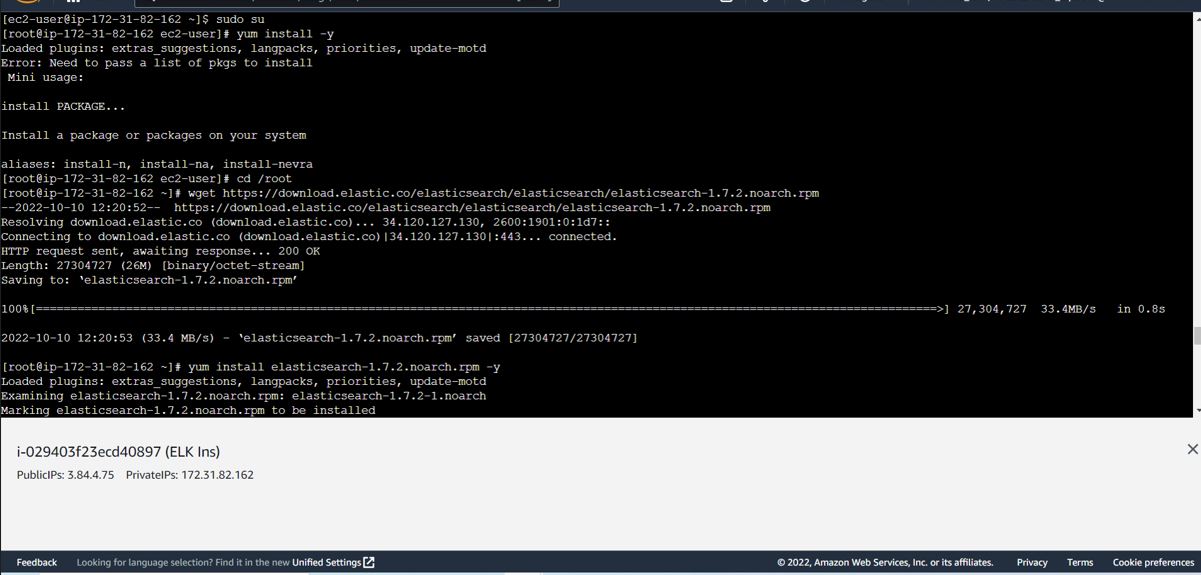 [ec2-user@ip-172-31-82-162 ~]$ sudo su
[root@ip-172-31-82-162 ec2-user]# yum install -y
Loaded plugins: extras_suggestions, langpacks, priorities, update-motd
Error: Need to pass a list of pkgs to install
 Mini usage:
install PACKAGE...
Install a package or packages on your system
aliases: install-n, install-na, install-nevra
[root@ip-172-31-82-162 ec2-user]# cd /root
[root@ip-172-31-82-162 ~]# wget https://download.elastic.co/elasticsearch/elasticsearch/elasticsearch-1.7.2.noarch.rpm
--2022-10-10 12:20:52--  https://download.elastic.co/elasticsearch/elasticsearch/elasticsearch-1.7.2.noarch.rpm
Resolving download.elastic.co (download.elastic.co)... 34.120.127.130, 2600:1901:0:1d7::
Connecting to download.elastic.co (download.elastic.co)|34.120.127.130|:443... connected.
HTTP request sent, awaiting response... 200 OK
Length: 27304727 (26M) [binary/octet-stream]
Saving to: ‘elasticsearch-1.7.2.noarch.rpm’
100%[======================================================================================================================================>] 27,304,727  33.4MB/s   in 0.8s
2022-10-10 12:20:53 (33.4 MB/s) - ‘elasticsearch-1.7.2.noarch.rpm’ saved [27304727/27304727]
[root@ip-172-31-82-162 ~]# yum install elasticsearch-1.7.2.noarch.rpm -y
Loaded plugins: extras_suggestions, langpacks, priorities, update-motd
Examining elasticsearch-1.7.2.noarch.rpm: elasticsearch-1.7.2-1.noarch
Marking elasticsearch-1.7.2.noarch.rpm to be installed
i-029403f23ecd40897 (ELK Ins)
PublicIPs: 3.84.4.75 PrivateIPs: 172.31.82.162
Feedback Looking for language selection? Find it in the new Unified Settings © 2022, Amazon Web Services, Inc. or its affiliates. Privacy Terms Cookie preferences